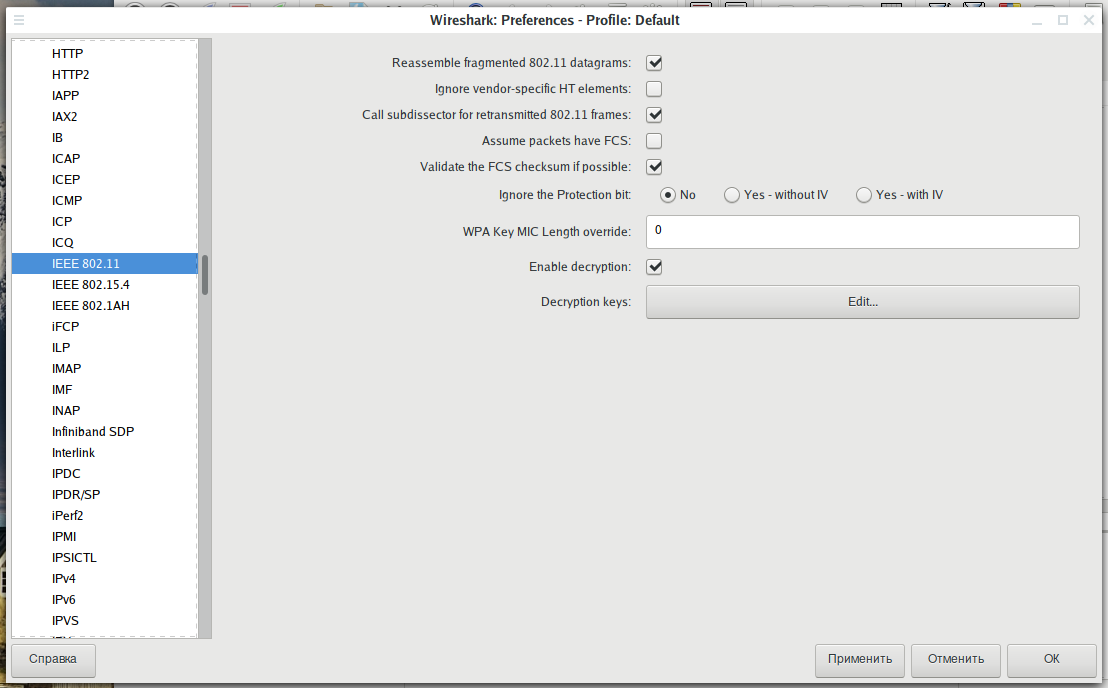 Wireshark: Preferences - Profile: Default
HTTP
HTTP2
IAPP
IAX2
IB
ICAP
ICEP
ICMP
ICP
ICQ
IEEE 802.11
IEEE 802.15.4
IEEE 802.1AH
iFCP
ILP
IMAP
IMF
INAP
Infiniband SDP
Interlink
IPDC
IPDR/SP
iPerf2
IPMI
IPSICTL
IPv4
IPv6
IPVS
Reassemble fragmented 802.11 datagrams:
Ignore vendor-specific HT elements:
Call subdissector for retransmitted 802.11 frames:
Assume packets have FCS:
Validate the FCS checksum if possible:
Ignore the Protection bit: No Yes - without IV Yes - with IV
WPA Key MIC Length override: 0
Enable decryption:
Decryption keys: Edit...
Справка Применить Отменить ОК